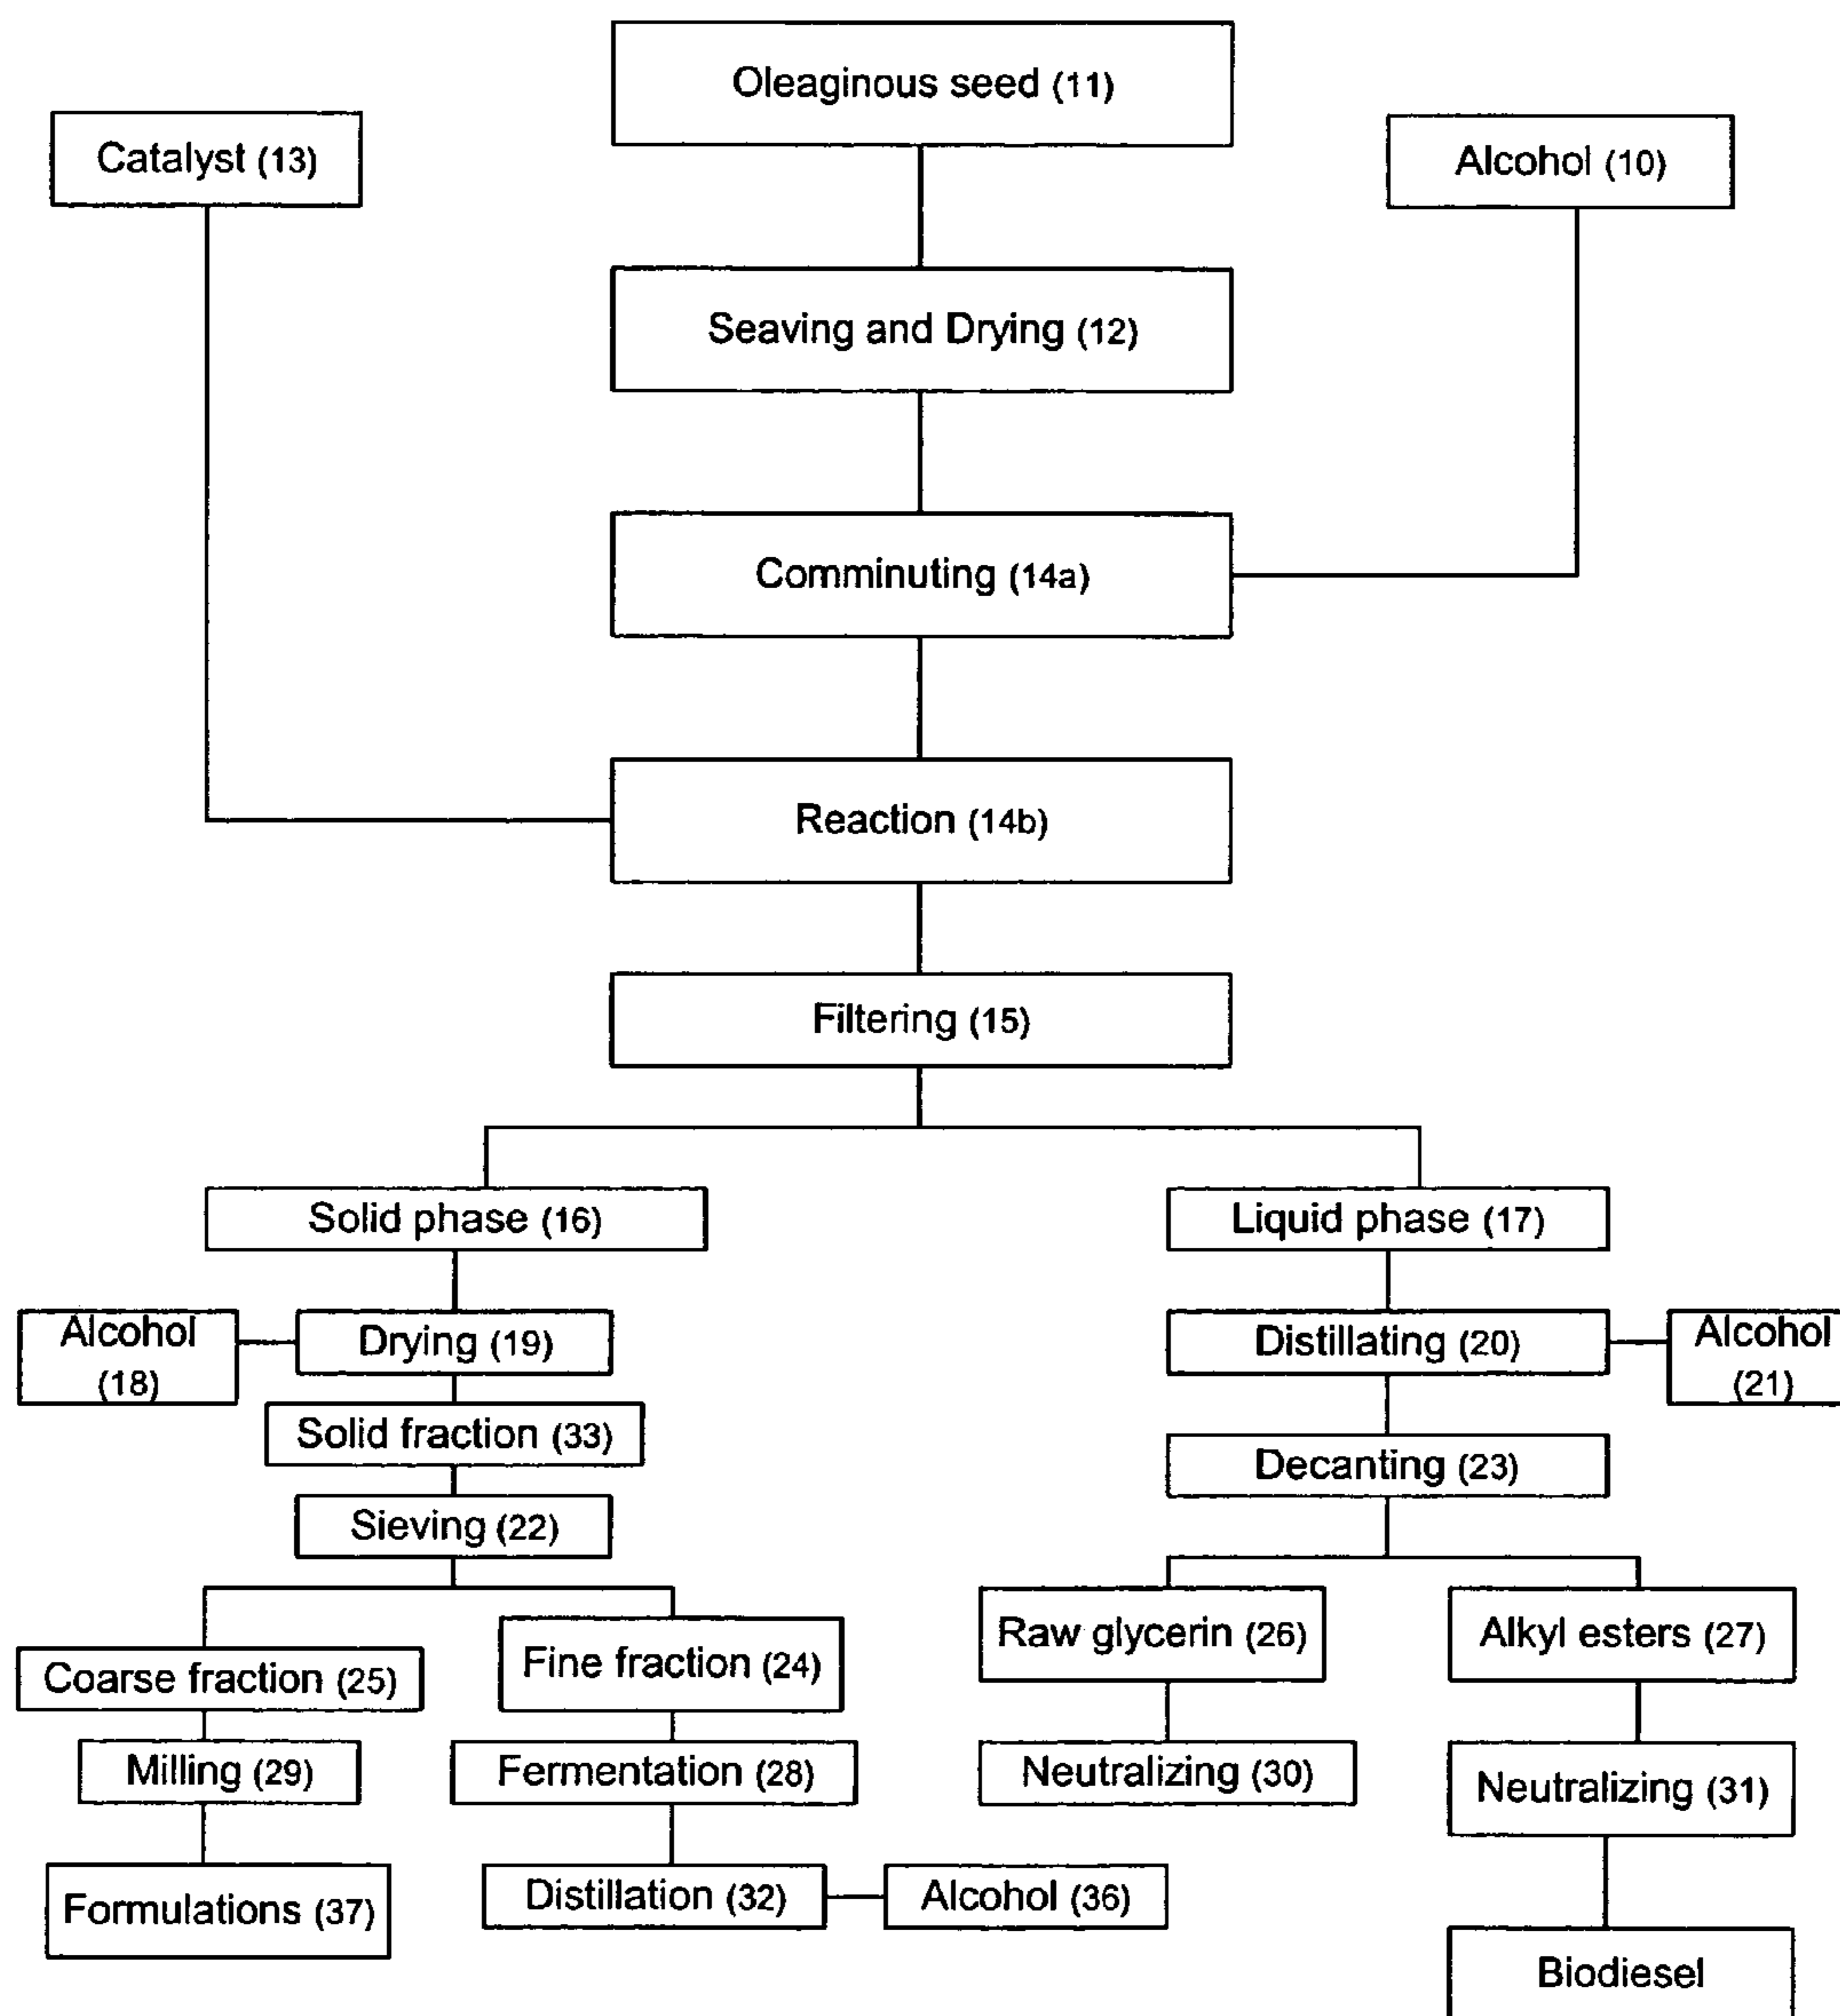 Oleaginous seed (11)
Catalyst (13)
Alcohol (10)
Seaving and Drying (12)
Comminuting (14a)
Reaction (14b)
Filtering (15)
Solid phase (16)
Liquid phase (17)
Alcohol
(18)
Drying (19)
Distillating (20)
Alcohol
(21)
Solid fraction (33)
Decanting (23)
Sieving (22)
Raw glycerin (26)
Alkyl esters (27)
Fine fraction (24)
Coarse fraction (25)
Milling (29)
Fermentation (28)
Neutralizing (30)
Neutralizing (31)
Formulations (37)
Distillation (32)
Alcohol (36)
Biodiesel